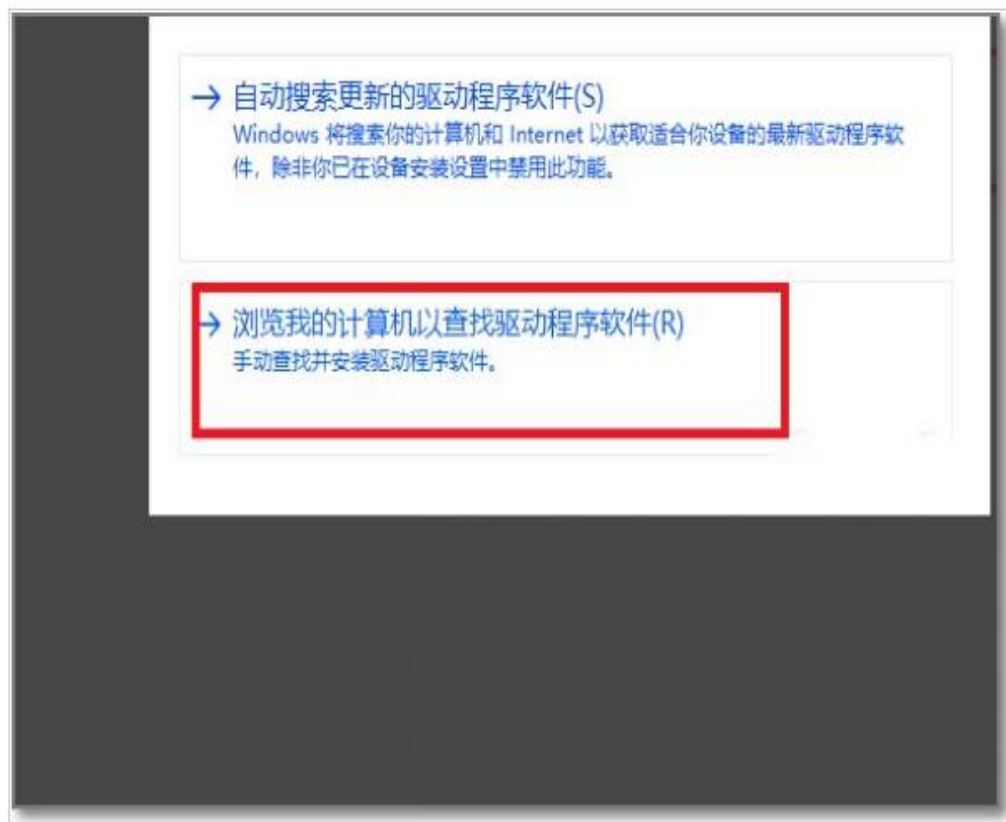 → 自动搜索更新的驱动程序软件(S)
Windows 将搜索你的计算机和 Internet 以获取适合你设备的最新驱动程序软
件，除非你已在设备安装设置中禁用此功能。
→ 浏览我的计算机以查找驱动程序软件(R)
手动查找并安装驱动程序软件。